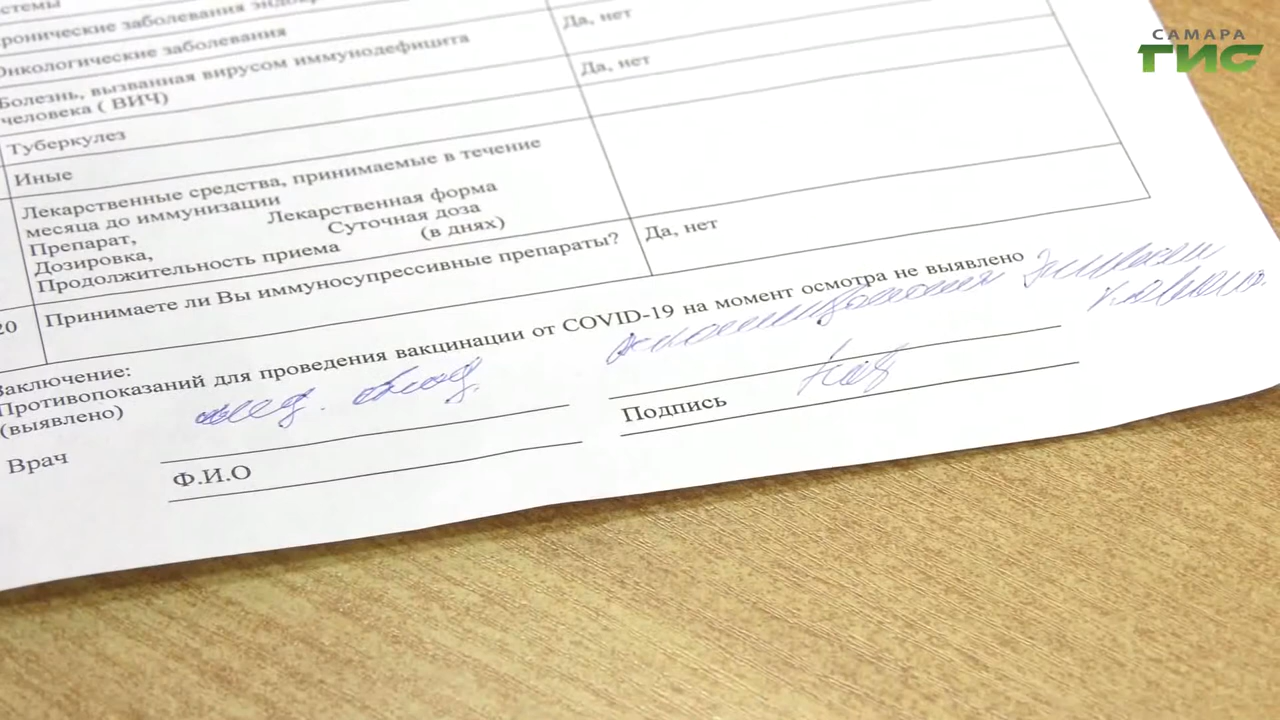 стемы
ронические заболевания эндокр
Онкологические заболевания
Да, нет
Болезнь, вызванная вирусом иммунодефицита
человека ( ВИЧ)
Да, нет
Туберкулез
Иные
Лекарственные средства, принимаемые в течение
месяца до иммунизации
Препарат, Лекарственная форма
Дозировка, Суточная доза
Продолжительность приема (в днях)
20 Принимаете ли Вы иммуносупрессивные препараты? Да, нет
Заключение:
Противопоказаний для проведения вакцинации от COVID-19 на момент осмотра не выявлено
(выявлено)
Врач
Ф.И.О
Подпись
САМАРА
ГИС